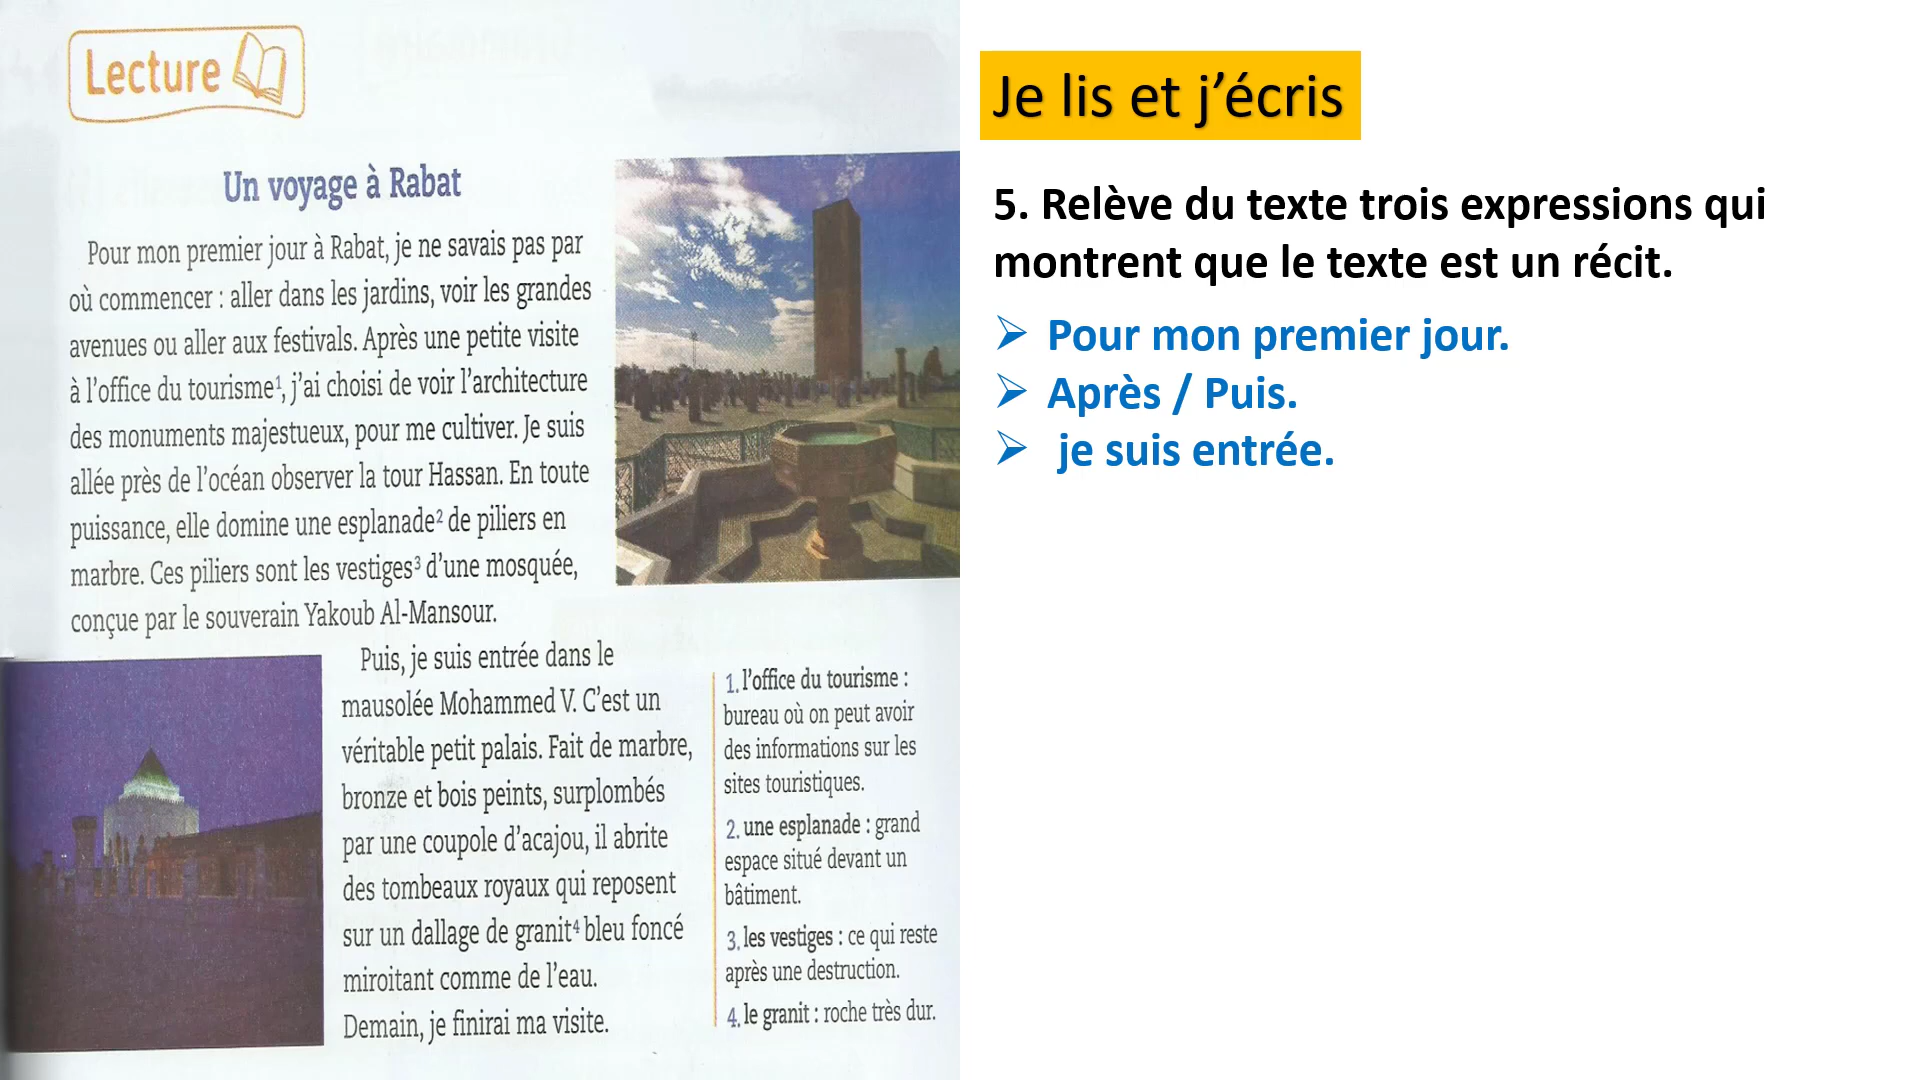 Lecture
Un voyage à Rabat
Pour mon premier jour à Rabat, je ne savais pas par
où commencer : aller dans les jardins, voir les grandes
avenues ou aller aux festivals. Après une petite visite
à l'office du tourisme¹, j'ai choisi de voir l'architecture
des monuments majestueux, pour me cultiver. Je suis
allée près de l'océan observer la tour Hassan. En toute
puissance, elle domine une esplanade² de piliers en
marbre. Ces piliers sont les vestiges³ d'une mosquée,
conçue par le souverain Yakoub Al-Mansour.
Puis, je suis entrée dans le
mausolée Mohammed V. C'est un
véritable petit palais. Fait de marbre,
bronze et bois peints, surplombés
par une coupole d'acajou, il abrite
des tombeaux royaux qui reposent
sur un dallage de granit⁴ bleu foncé
miroitant comme de l'eau.
Demain, je finirai ma visite.
1. l'office du tourisme :
bureau où on peut avoir
des informations sur les
sites touristiques.
2. une esplanade : grand
espace situé devant un
bâtiment.
3. les vestiges : ce qui reste
après une destruction.
4. le granit : roche très dur.
Je lis et j'écris
5. Relève du texte trois expressions qui
montrent que le texte est un récit.
➢ Pour mon premier jour.
➢ Après / Puis.
➢ je suis entrée.